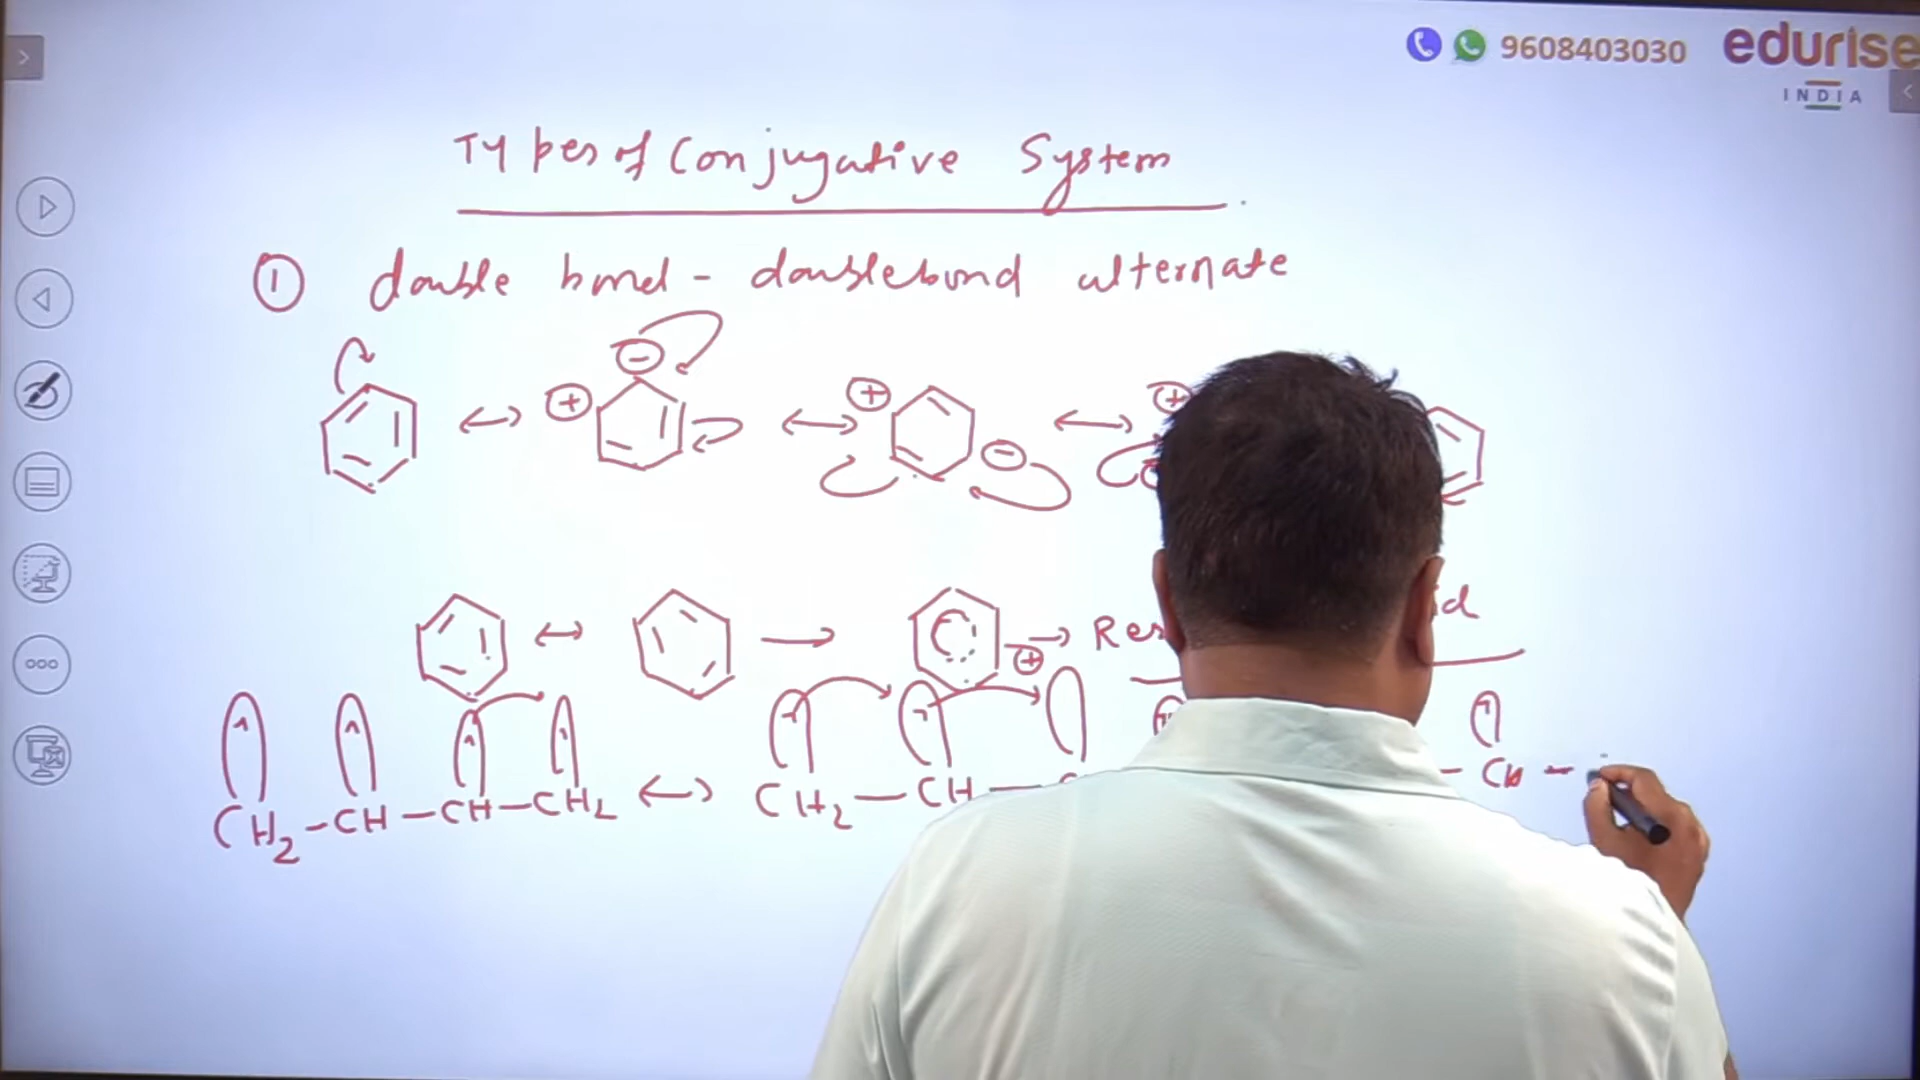 9608403030 edurise
INDIA
Types of Conjugative System
① double bond - doublebond alternate
⊖
⊕ ↔ ⊕ ↔ ⊕
⊖
↔ → → Res
⊕
CH2 - CH - CH - CH2 ↔ CH2 - CH - - CH -